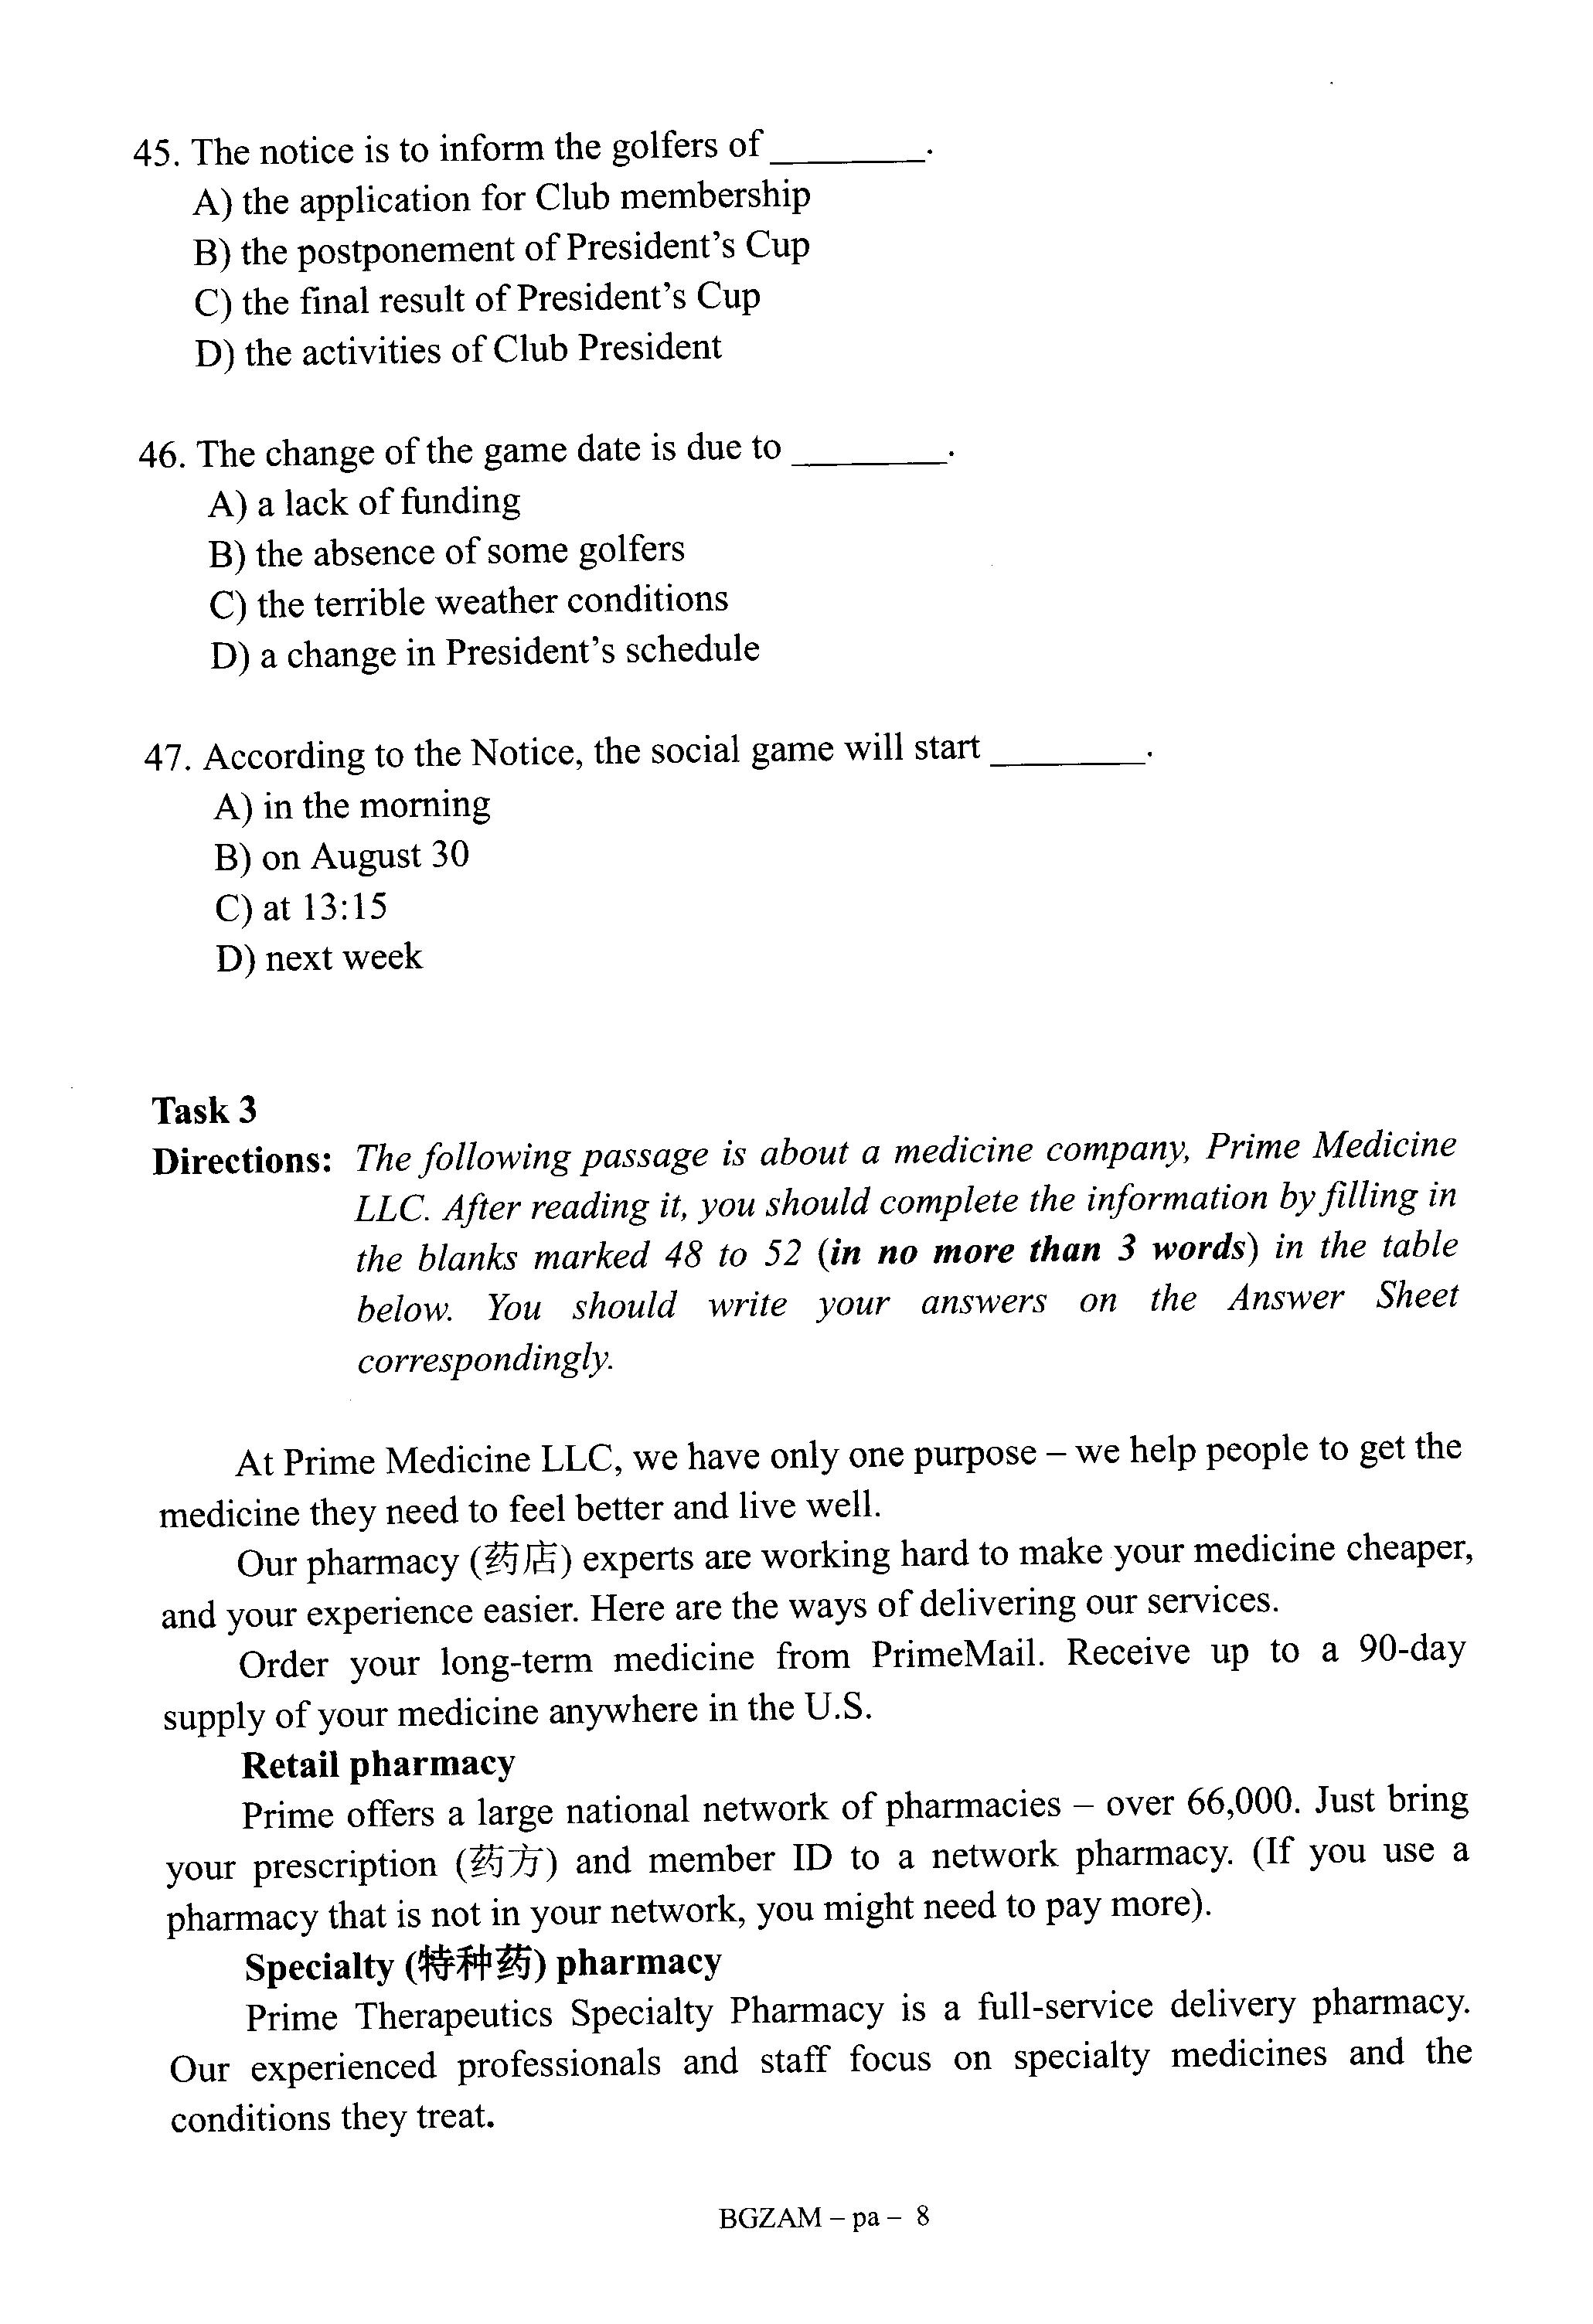 45. The notice is to inform the golfers of ________.
A) the application for Club membership
B) the postponement of President's Cup
C) the final result of President's Cup
D) the activities of Club President
46. The change of the game date is due to ________.
A) a lack of funding
B) the absence of some golfers
C) the terrible weather conditions
D) a change in President's schedule
47. According to the Notice, the social game will start ________.
A) in the morning
B) on August 30
C) at 13:15
D) next week
Task 3
Directions: The following passage is about a medicine company, Prime Medicine
LLC. After reading it, you should complete the information by filling in
the blanks marked 48 to 52 (in no more than 3 words) in the table
below. You should write your answers on the Answer Sheet
correspondingly.
At Prime Medicine LLC, we have only one purpose – we help people to get the
medicine they need to feel better and live well.
Our pharmacy (药店) experts are working hard to make your medicine cheaper,
and your experience easier. Here are the ways of delivering our services.
Order your long-term medicine from PrimeMail. Receive up to a 90-day
supply of your medicine anywhere in the U.S.
Retail pharmacy
Prime offers a large national network of pharmacies – over 66,000. Just bring
your prescription (药方) and member ID to a network pharmacy. (If you use a
pharmacy that is not in your network, you might need to pay more).
Specialty (特种药) pharmacy
Prime Therapeutics Specialty Pharmacy is a full-service delivery pharmacy.
Our experienced professionals and staff focus on specialty medicines and the
conditions they treat.
BGZAM – pa – 8